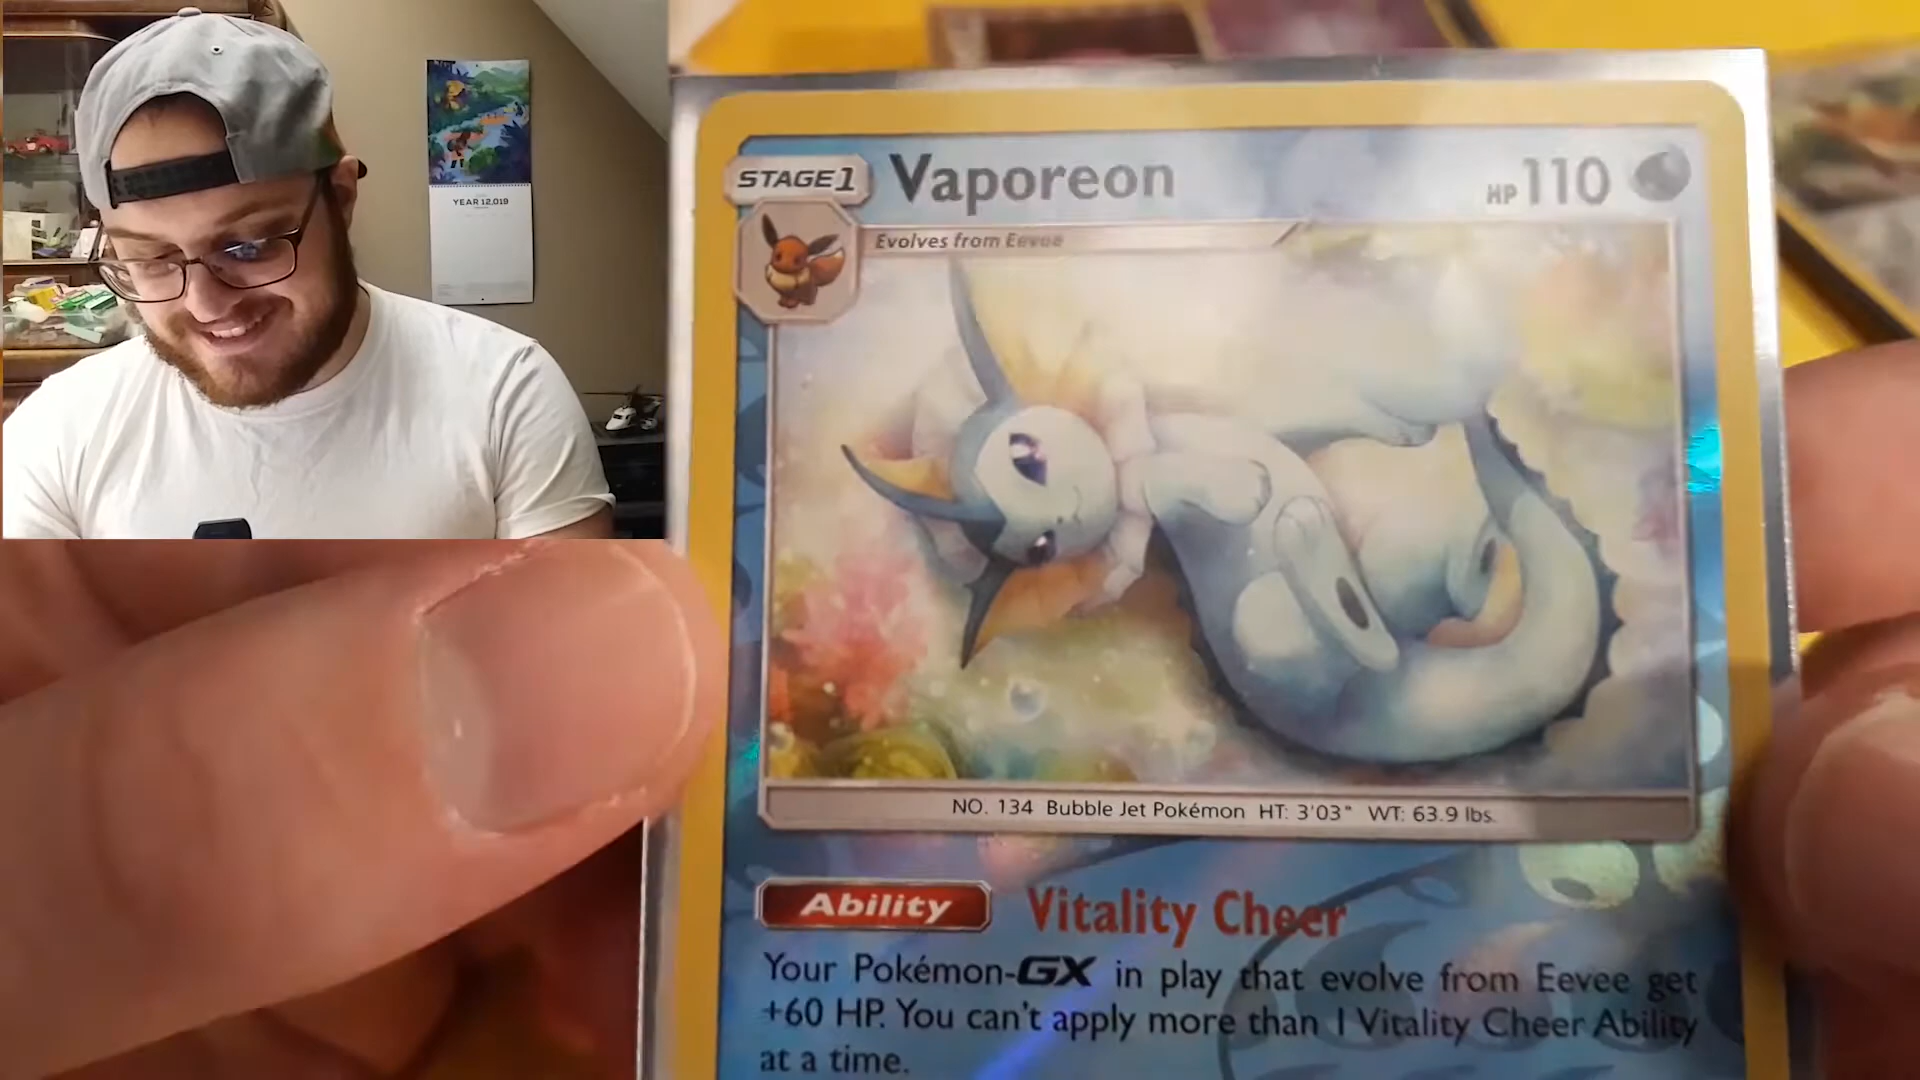 YEAR 12,019
STAGE 1
Vaporeon
HP 110
Evolves from Eevee
NO. 134 Bubble Jet Pokémon HT: 3'03" WT: 63.9 lbs.
Ability Vitality Cheer
Your Pokémon-GX in play that evolve from Eevee get
+60 HP. You can't apply more than 1 Vitality Cheer Ability
at a time.